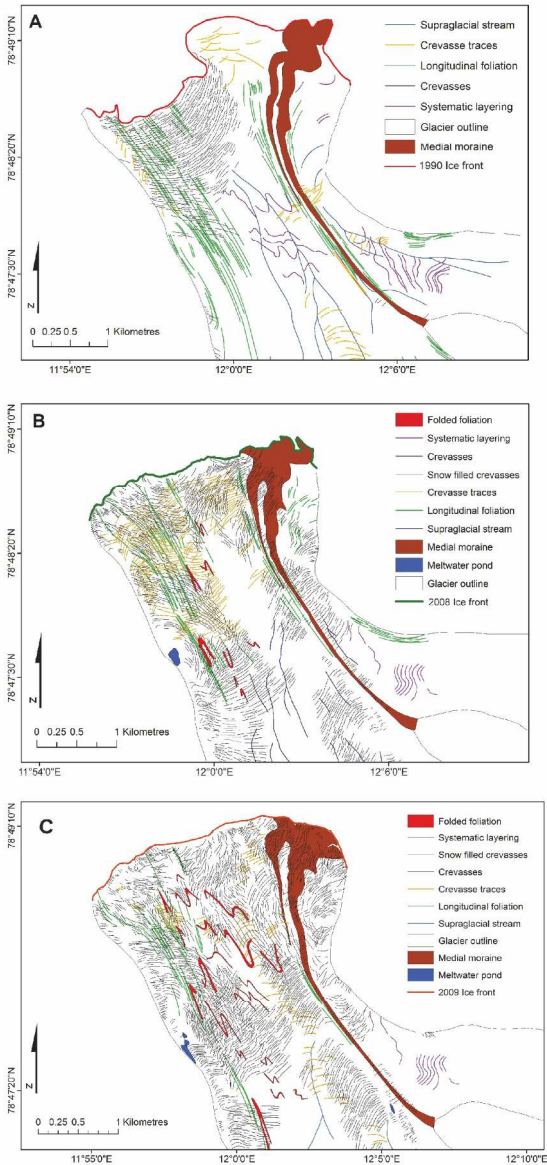 A
78°49'10"N
78°48'20"N
78°47'30"N
Supraglacial stream
Crevasse traces
Longitudinal foliation
Crevasses
Systematic layering
Glacier outline
Medial moraine
1990 Ice front
N
0 0.25 0.5 1 Kilometres
11°54'0"E 12°0'0"E 12°6'0"E
B
78°49'10"N
78°48'20"N
78°47'30"N
Folded foliation
Systematic layering
Crevasses
Snow filled crevasses
Crevasse traces
Longitudinal foliation
Supraglacial stream
Medial moraine
Meltwater pond
Glacier outline
2008 Ice front
N
0 0.25 0.5 1 Kilometres
11°54'0"E 12°0'0"E 12°6'0"E
C
78°49'10"N
78°47'20"N
Folded foliation
Systematic layering
Snow filled crevasses
Crevasses
Crevasse traces
Longitudinal foliation
Supraglacial stream
Glacier outline
Medial moraine
Meltwater pond
2009 Ice front
N
0 0.25 0.5 1 Kilometres
11°55'0"E 12°0'0"E 12°5'0"E 12°10'0"E